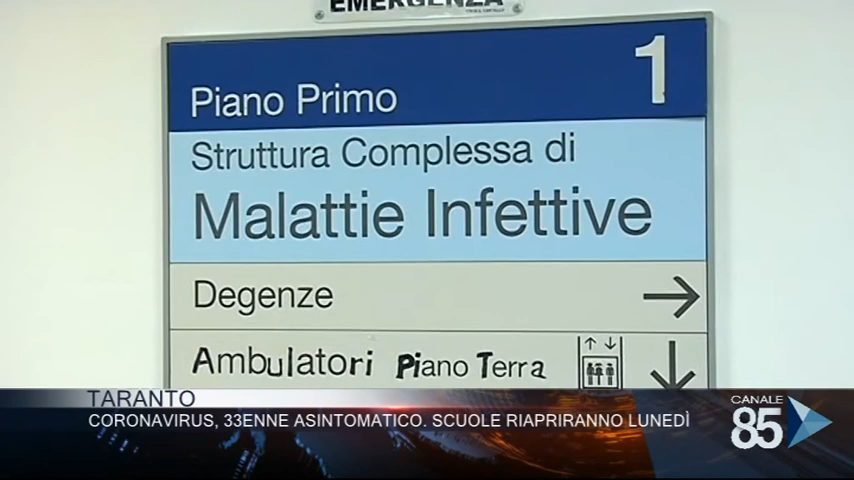 EMERGENZA
Piano Primo 1
Struttura Complessa di
Malattie Infettive
Degenze
Ambulatori Piano Terra
TARANTO
CORONAVIRUS, 33ENNE ASINTOMATICO. SCUOLE RIAPRIRANNO LUNEDÌ
CANALE
85